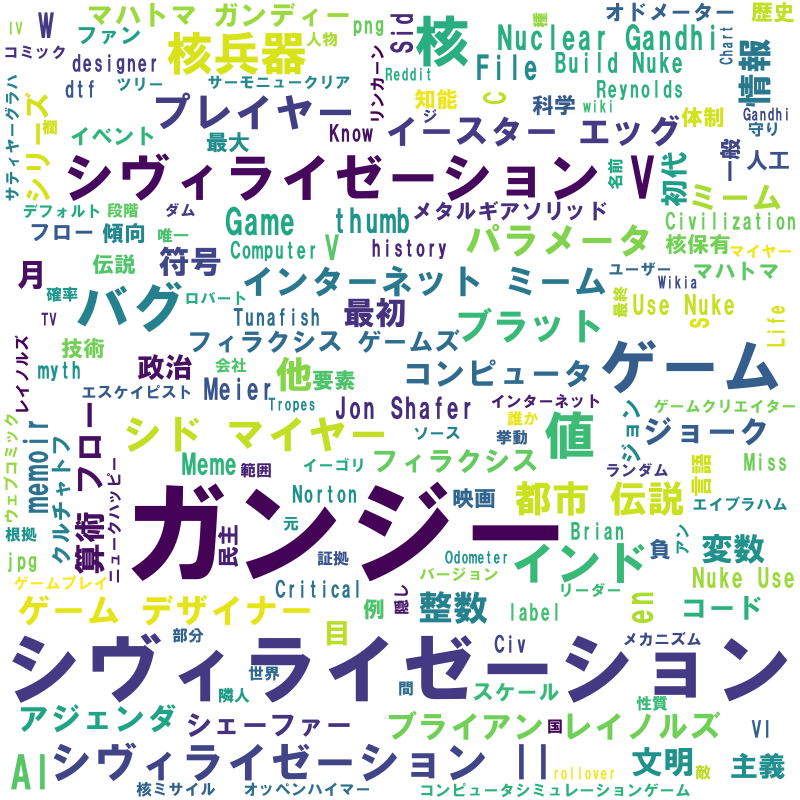 マハトマ ガンディー
オドメーター
歴史
種
IV
W
ファン
核兵器
人物
png
Sid
核
Nuclear Gandhi
Chart
情報
コミック
designer
リンカーン
File
Build Nuke
dtf
ツリー
サーモニュークリア
Reddit
知能
C
科学
Reynolds
wiki
Gandhi
サティヤーグラハ
シリーズ
プレイヤー
ジ
体制
守り
イベント
最大
Know
イースター エッグ
一般
人工
シヴィライゼーション V
名前
初代
ミーム
デフォルト
段階
ダム
Game
thumb
メタルギアソリッド
Civilization
フロー
傾向
唯一
Computer
V
history
パラメータ
核保有
マイヤー
月
伝説
符号
インターネット ミーム
ユーザー
マハトマ
Wikia
確率
バグ
ロバート
TV
Tunafish
最初
ブラット
最終
Use Nuke
S
Life
レイノルズ
技術
フィラクシス ゲームズ
myth
政治
会社
他
要素
コンピュータ
ゲーム
エスケイピスト
Meier
Tropes
Jon Shafer
インターネット
誰か
ゲームクリエイター
ウェブコミック
memoir
クルチャトフ
算術 フロー
シド マイヤー
ソース
挙動
値
ジョン
ジョーク
Meme
範囲
イーゴリ
フィラクシス
ランダム
言語
Miss
ニュークハッピー
ガンジー
Norton
映画
都市 伝説
エイブラハム
根拠
元
民主
Brian
負
アン
変数
jpg
証拠
Odometer
インド
ゲームプレイ
Critical
バージョン
リーダー
Nuke Use
ゲーム デザイナー
例
隠し
整数
label
en
コード
部分
目
Civ
メカニズム
シヴィライゼーション
世界
隣人
間
スケール
性質
アジェンダ
シェーファー
ブライアン レイノルズ
国
VI
AI
シヴィライゼーション II
rollover
文明
敵
主義
核ミサイル
オッペンハイマー
コンピュータシミュレーションゲーム